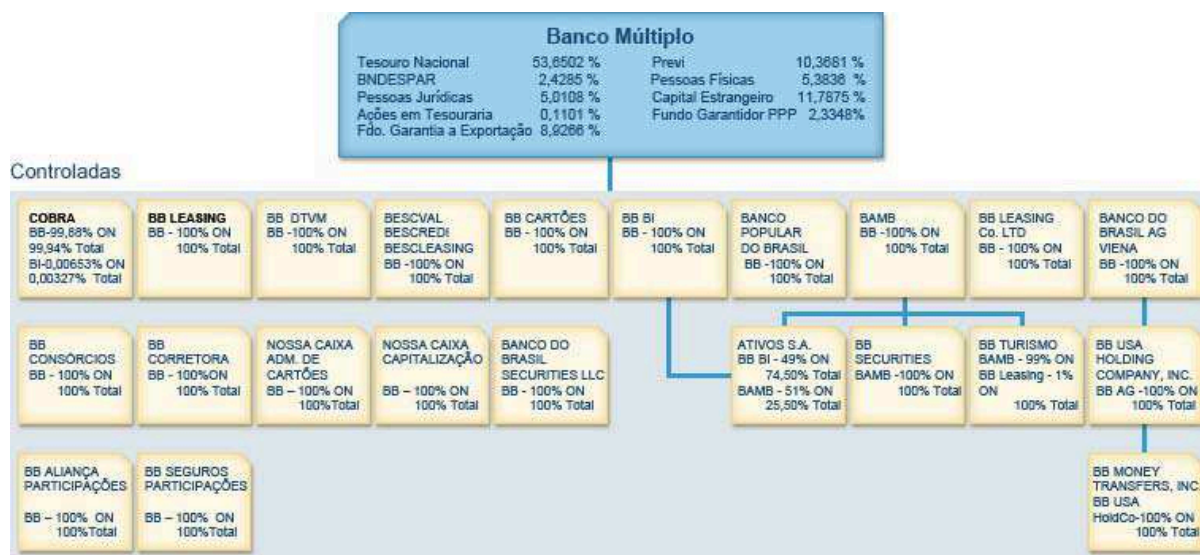 Banco Múltiplo
Tesouro Nacional 53,6502 % Previ 10,3681 %
BNDESPAR 2,4285 % Pessoas Físicas 5,3836 %
Pessoas Jurídicas 5,0108 % Capital Estrangeiro 11,7875 %
Ações em Tesouraria 0,1101 % Fundo Garantidor PPP 2,3348%
Fdo. Garantia a Exportação 8,9266 %
Controladas
COBRA
BB-99,88% ON
99,94% Total
BI-0,00653% ON
0,00327% Total
BB LEASING
BB - 100% ON
100% Total
BB DTVM
BB -100% ON
100% Total
BESCVAL
BESCREDI
BESCLEASING
BB -100% ON
100% Total
BB CARTÕES
BB - 100% ON
100% Total
BB BI
BB - 100% ON
100% Total
BANCO
POPULAR
DO BRASIL
BB -100% ON
100% Total
BAMB
BB -100% ON
100% Total
BB LEASING
Co. LTD
BB - 100% ON
100% Total
BANCO DO
BRASIL AG
VIENA
BB -100% ON
100% Total
BB
CONSÓRCIOS
BB - 100% ON
100% Total
BB
CORRETORA
BB - 100%ON
100% Total
NOSSA CAIXA
ADM. DE
CARTÕES
BB – 100% ON
100%Total
NOSSA CAIXA
CAPITALIZAÇÃO
BB – 100% ON
100% Total
BANCO DO
BRASIL
SECURITIES LLC
BB - 100% ON
100% Total
ATIVOS S.A.
BB BI - 49% ON
74,50% Total
BAMB - 51% ON
25,50% Total
BB
SECURITIES
BAMB -100% ON
100% Total
BB TURISMO
BAMB - 99% ON
BB Leasing - 1%
ON
100% Total
BB USA
HOLDING
COMPANY, INC.
BB AG -100% ON
100% Total
BB ALIANÇA
PARTICIPAÇÕES
BB – 100% ON
100%Total
BB SEGUROS
PARTICIPAÇÕES
BB – 100% ON
100%Total
BB MONEY
TRANSFERS, INC
BB USA
HoldCo-100% ON
100% Total